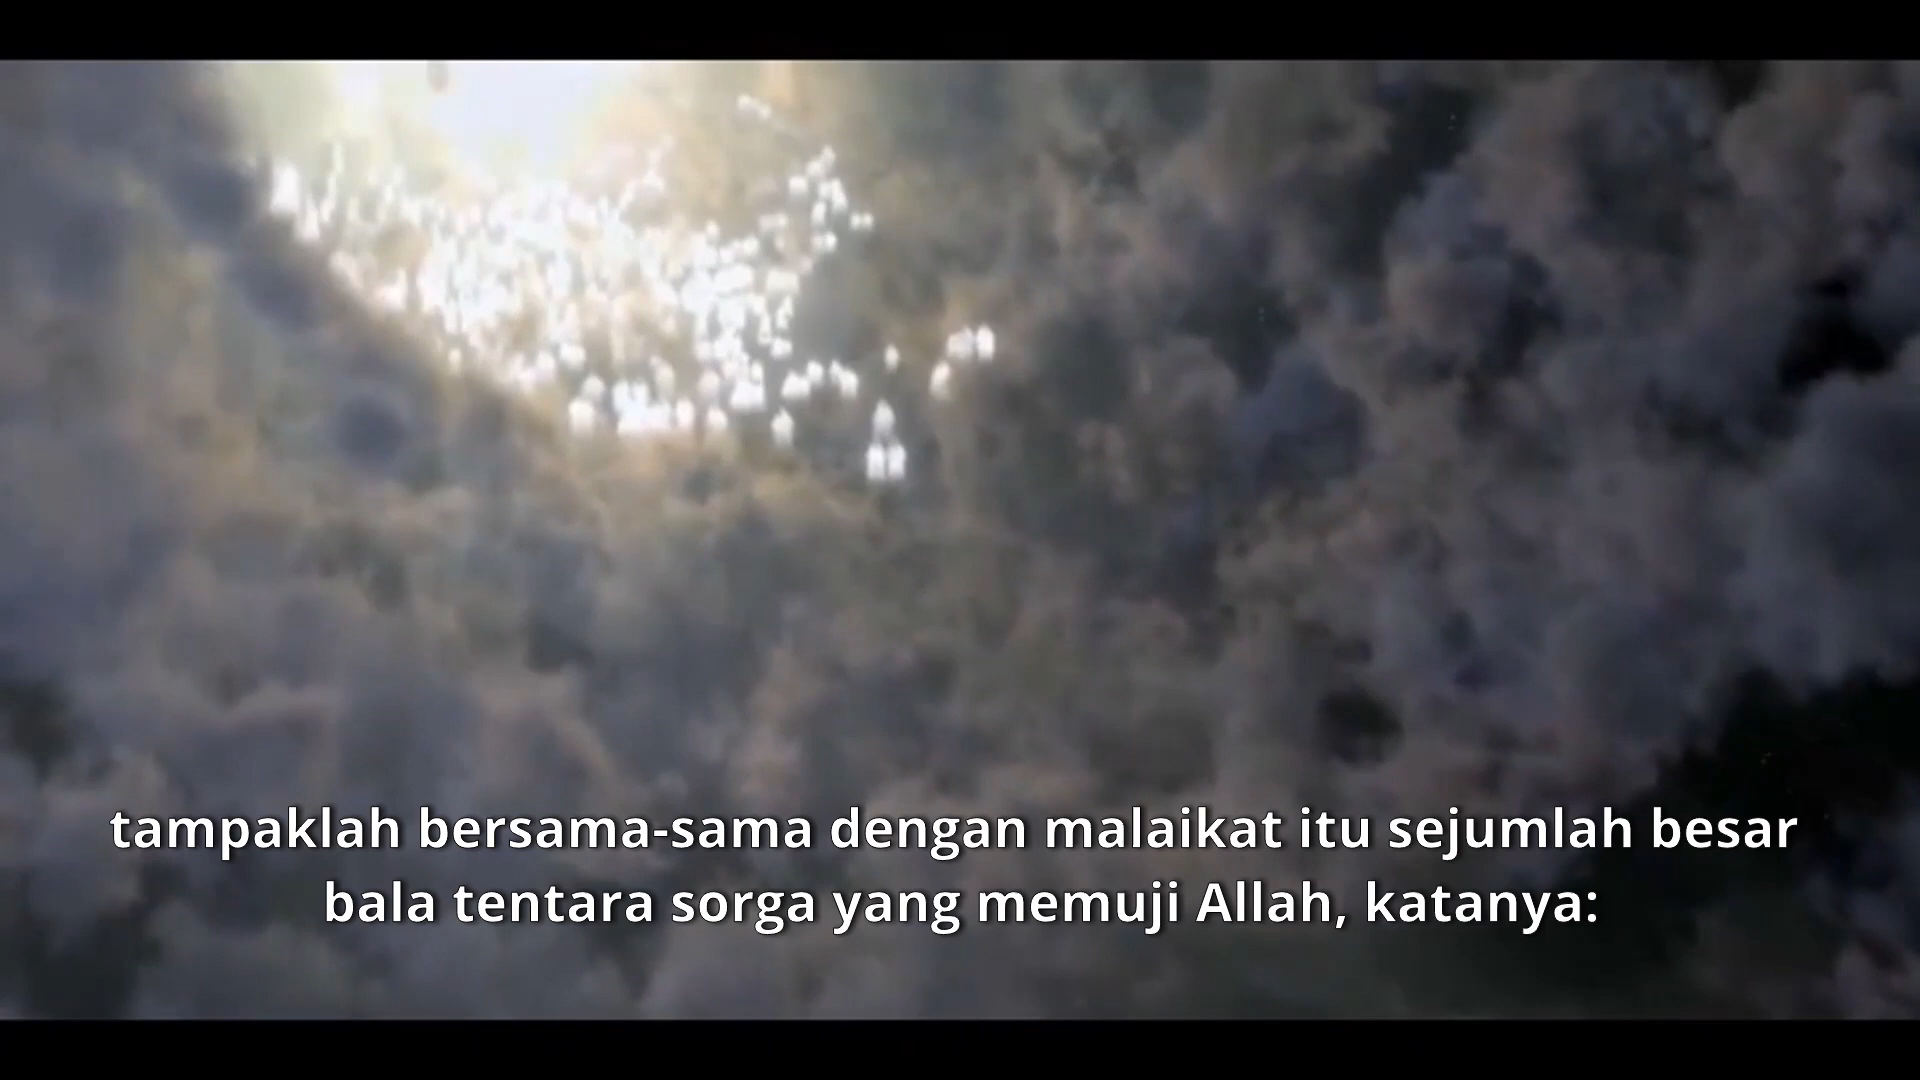 tampaklah bersama-sama dengan malaikat itu sejumlah besar
bala tentara sorga yang memuji Allah, katanya: